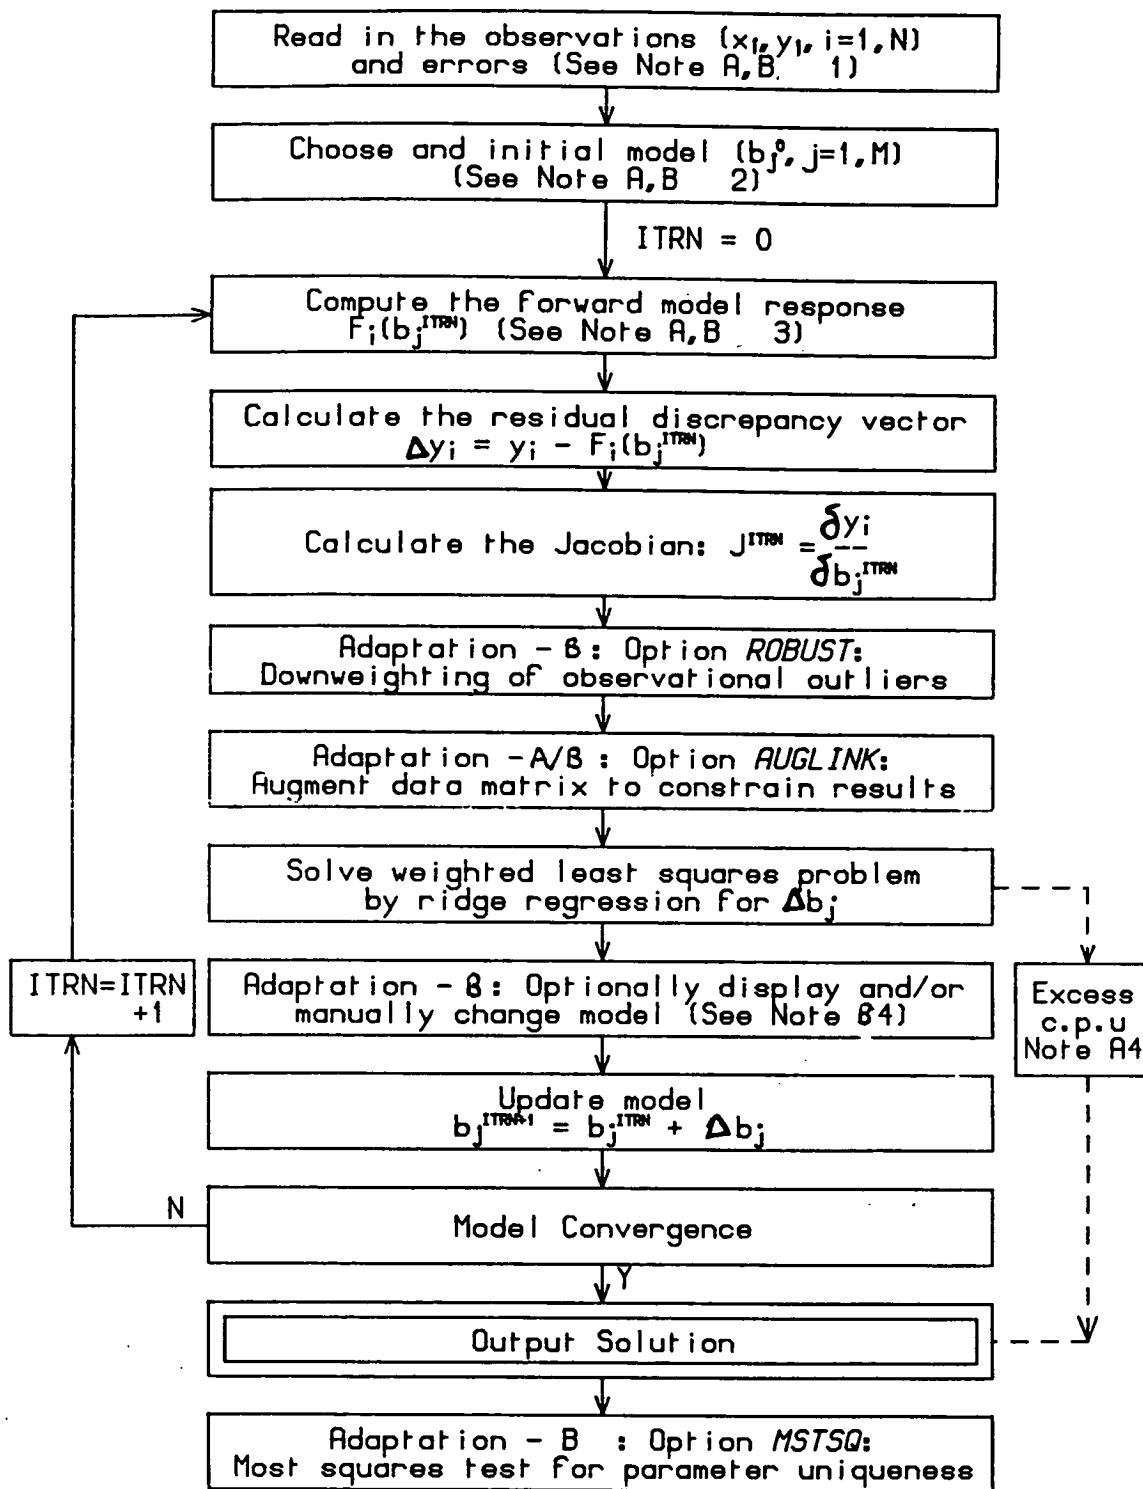 Read in the observations (x₁, y₁, i=1, N)
and errors (See Note A,B. 1)
Choose and initial model (bⱼ⁰, j=1, M)
(See Note A,B 2)
ITRN = 0
Compute the forward model response
Fᵢ(bⱼᴵᵀᴿᴺ) (See Note A,B 3)
Calculate the residual discrepancy vector
Δyᵢ = yᵢ - Fᵢ(bⱼᴵᵀᴿᴺ)
Calculate the Jacobian: Jᴵᵀᴿᴺ = δyᵢ
--
δbⱼᴵᵀᴿᴺ
Adaptation - B: Option ROBUST:
Downweighting of observational outliers
Adaptation - A/B : Option AUGLINK:
Augment data matrix to constrain results
Solve weighted least squares problem
by ridge regression for Δbⱼ
ITRN=ITRN
+1
Adaptation - B: Optionally display and/or
manually change model (See Note B4)
Excess
c.p.u
Note A4
Update model
bⱼᴵᵀᴿᴺ⁺¹ = bⱼᴵᵀᴿᴺ + Δbⱼ
N
Model Convergence
Y
Output Solution
Adaptation - B : Option MSTSQ:
Most squares test for parameter uniqueness